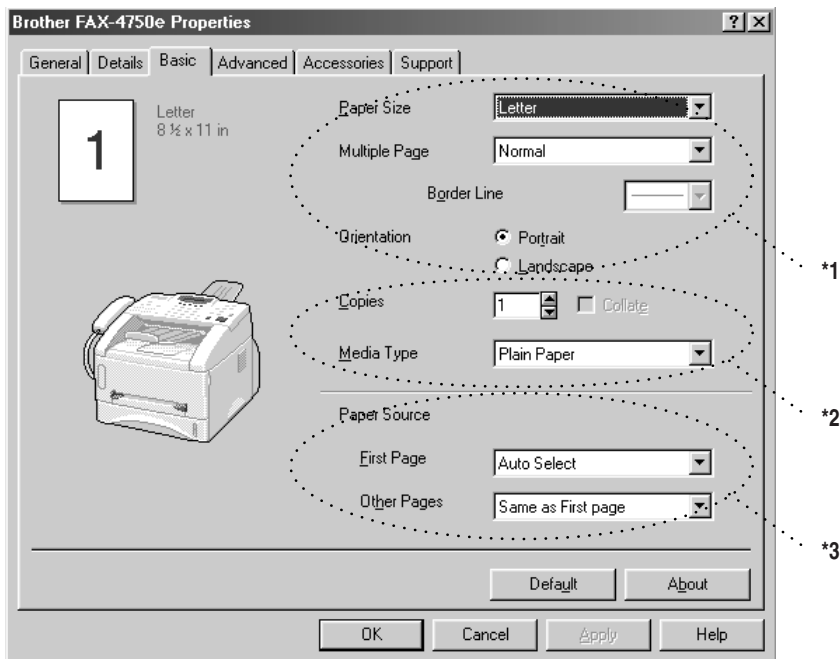 Brother FAX-4750e Properties
General Details Basic Advanced Accessories Support
1
Letter
8 ½ x 11 in
Paper Size Letter
Multiple Page Normal
Border Line
Orientation Portrait
Landscape
*1
Copies 1 Collate
Media Type Plain Paper
*2
Paper Source
First Page Auto Select
Other Pages Same as First page
*3
Default About
OK Cancel Apply Help